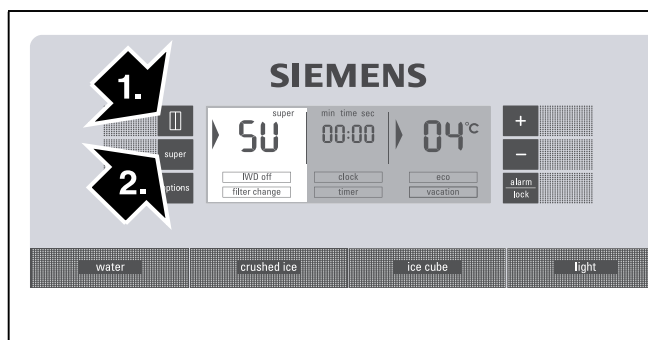 SIEMENS
1.
super
2.
options
super
SU
IWD off
filter change
min time sec
00:00
clock
timer
04°C
eco
vacation
+
−
alarm
lock
water
crushed ice
ice cube
light